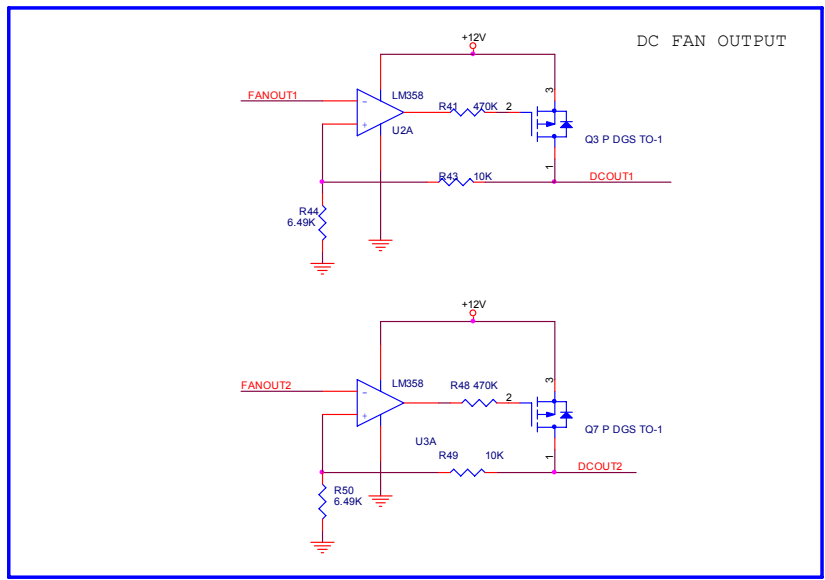 DC FAN OUTPUT
+12V
FANOUT1
-
+
LM358
U2A
R41 470K
2
3
1
Q3 P DGS TO-1
R43 10K
DCOUT1
R44
6.49K
+12V
FANOUT2
-
+
LM358
U3A
R48 470K
2
3
1
Q7 P DGS TO-1
R49 10K
DCOUT2
R50
6.49K